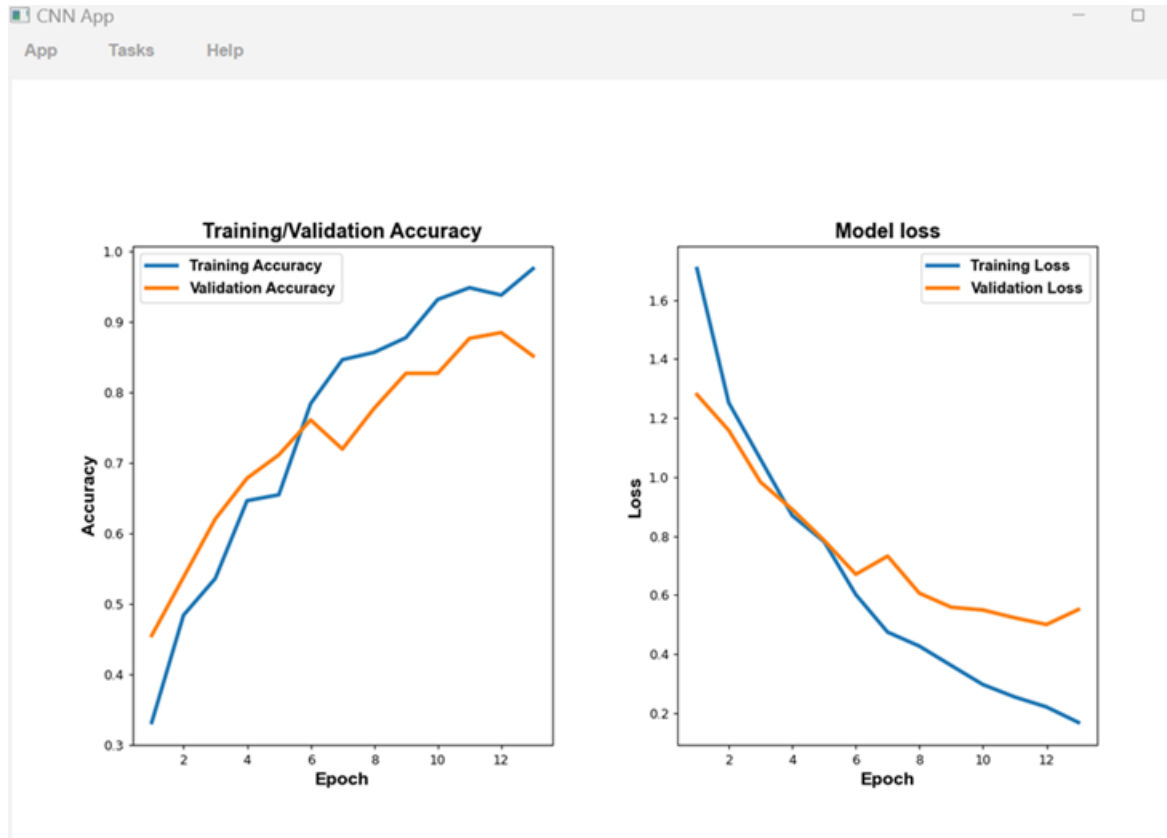 CNN App
App Tasks Help
Training/Validation Accuracy
Training Accuracy
Validation Accuracy
1.0
0.9
0.8
0.7
0.6
0.5
0.4
0.3
Accuracy
2 4 6 8 10 12
Epoch
Model loss
Training Loss
Validation Loss
1.6
1.4
1.2
1.0
0.8
0.6
0.4
0.2
Loss
2 4 6 8 10 12
Epoch